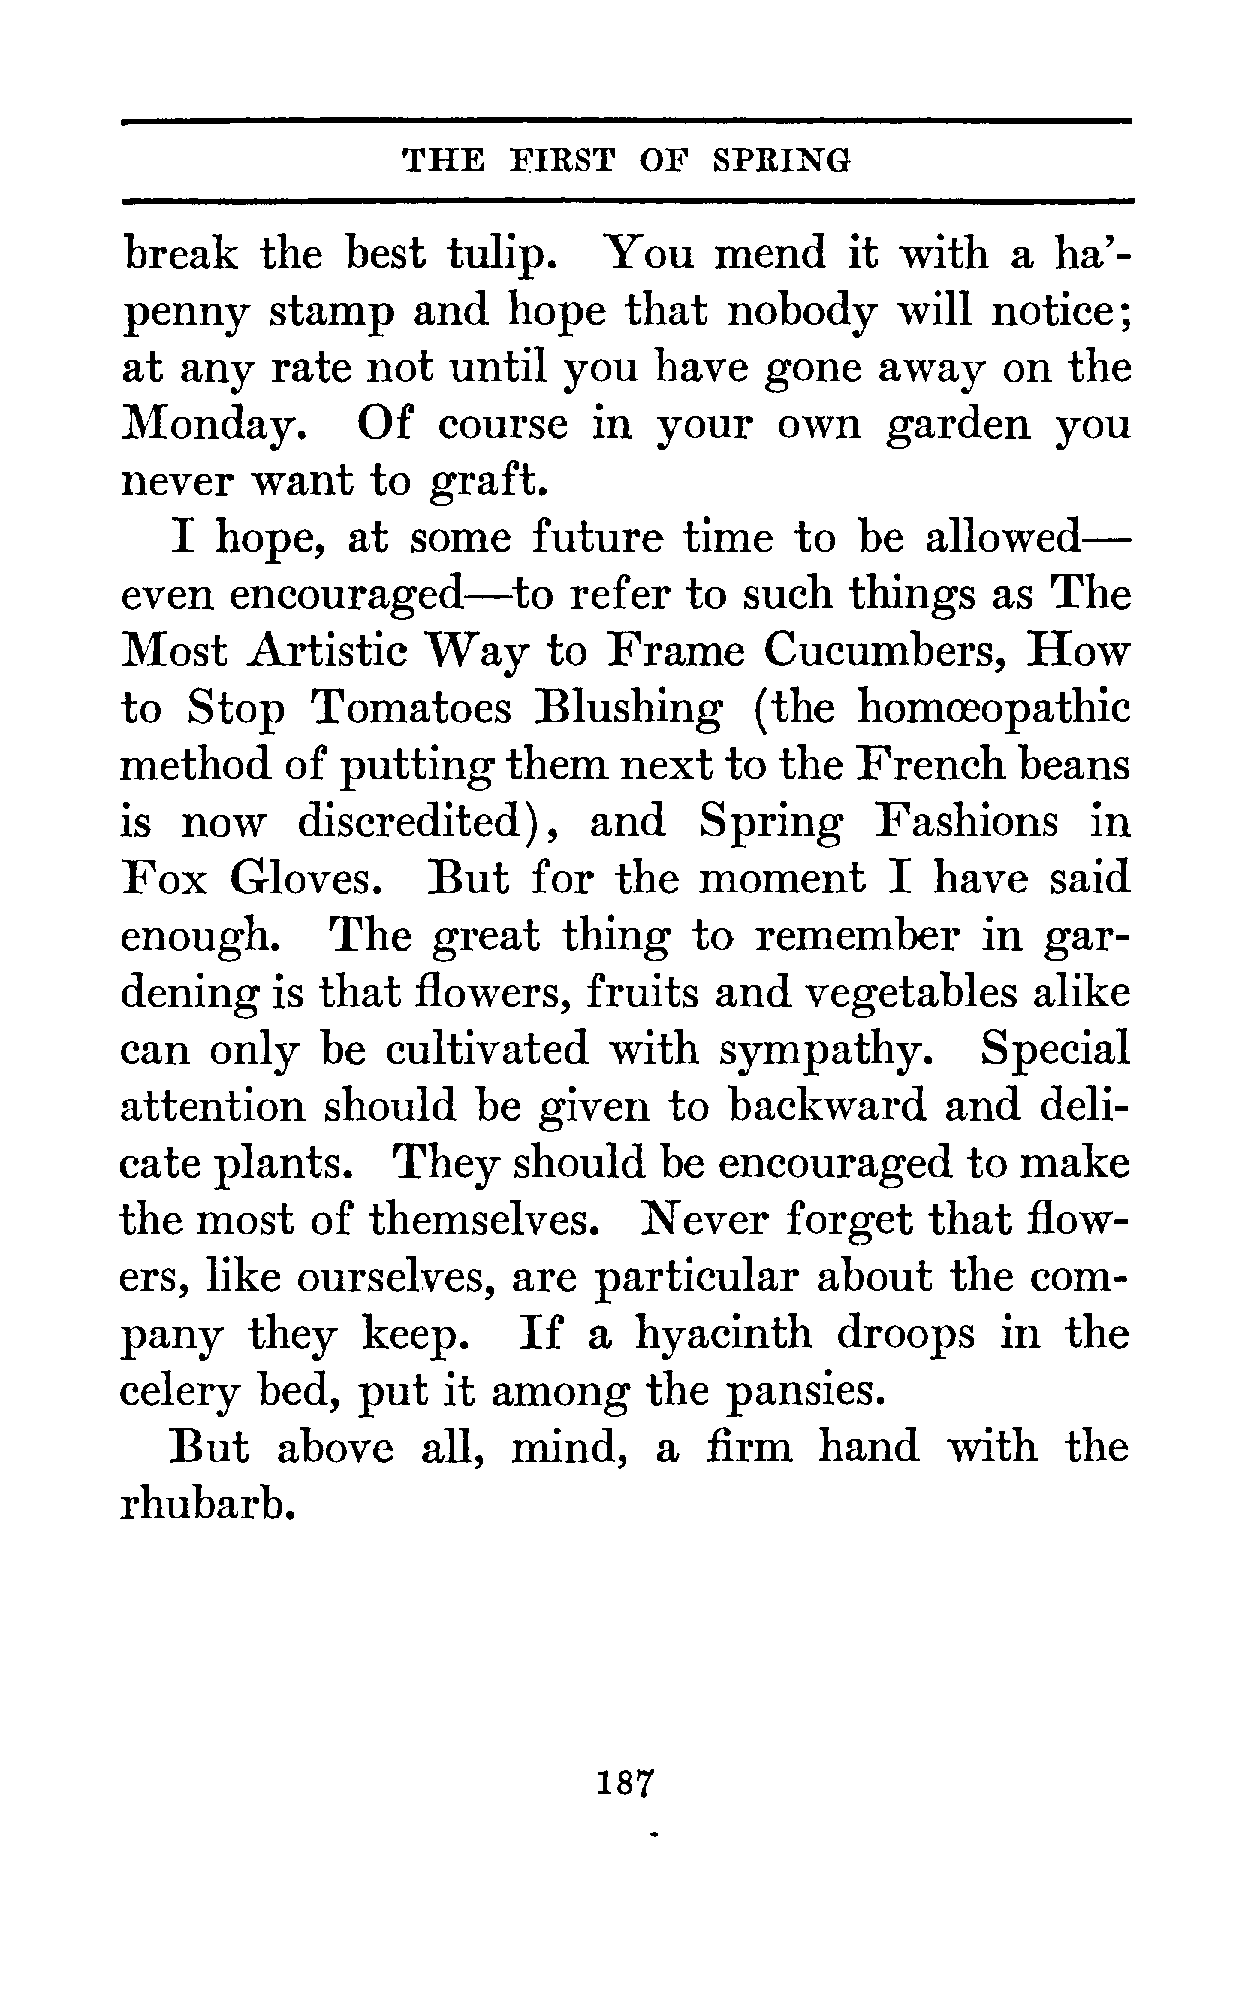 THE FIRST OF SPRING
break the best tulip. You mend it with a ha'-
penny stamp and hope that nobody will notice;
at any rate not until you have gone away on the
Monday. Of course in your own garden you
never want to graft.
I hope, at some future time to be allowed—
even encouraged—to refer to such things as The
Most Artistic Way to Frame Cucumbers, How
to Stop Tomatoes Blushing (the homœopathic
method of putting them next to the French beans
is now discredited), and Spring Fashions in
Fox Gloves. But for the moment I have said
enough. The great thing to remember in gar-
dening is that flowers, fruits and vegetables alike
can only be cultivated with sympathy. Special
attention should be given to backward and deli-
cate plants. They should be encouraged to make
the most of themselves. Never forget that flow-
ers, like ourselves, are particular about the com-
pany they keep. If a hyacinth droops in the
celery bed, put it among the pansies.
But above all, mind, a firm hand with the
rhubarb.
187